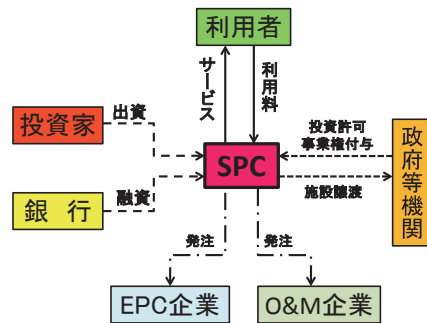 利用者
サービス
利用料
投資家
出資
投資許可
事業権付与
政府等機関
SPC
銀行
融資
施設譲渡
発注
発注
EPC企業
O&M企業